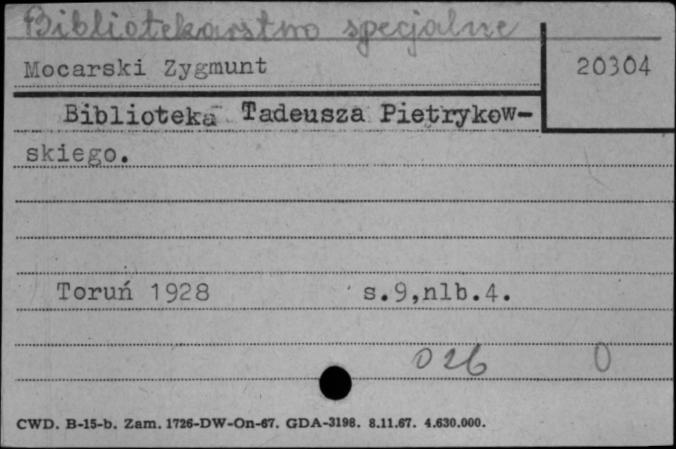 Bibliotekarstwo specjalne
Mocarski Zygmunt
20304
Biblioteka Tadeusza Pietrykow-
skiego.
Toruń 1928 s.9,nlb.4.
026 0
CWD. B-15-b. Zam. 1726-DW-On-67. GDA-3198. 8.11.67. 4.630.000.